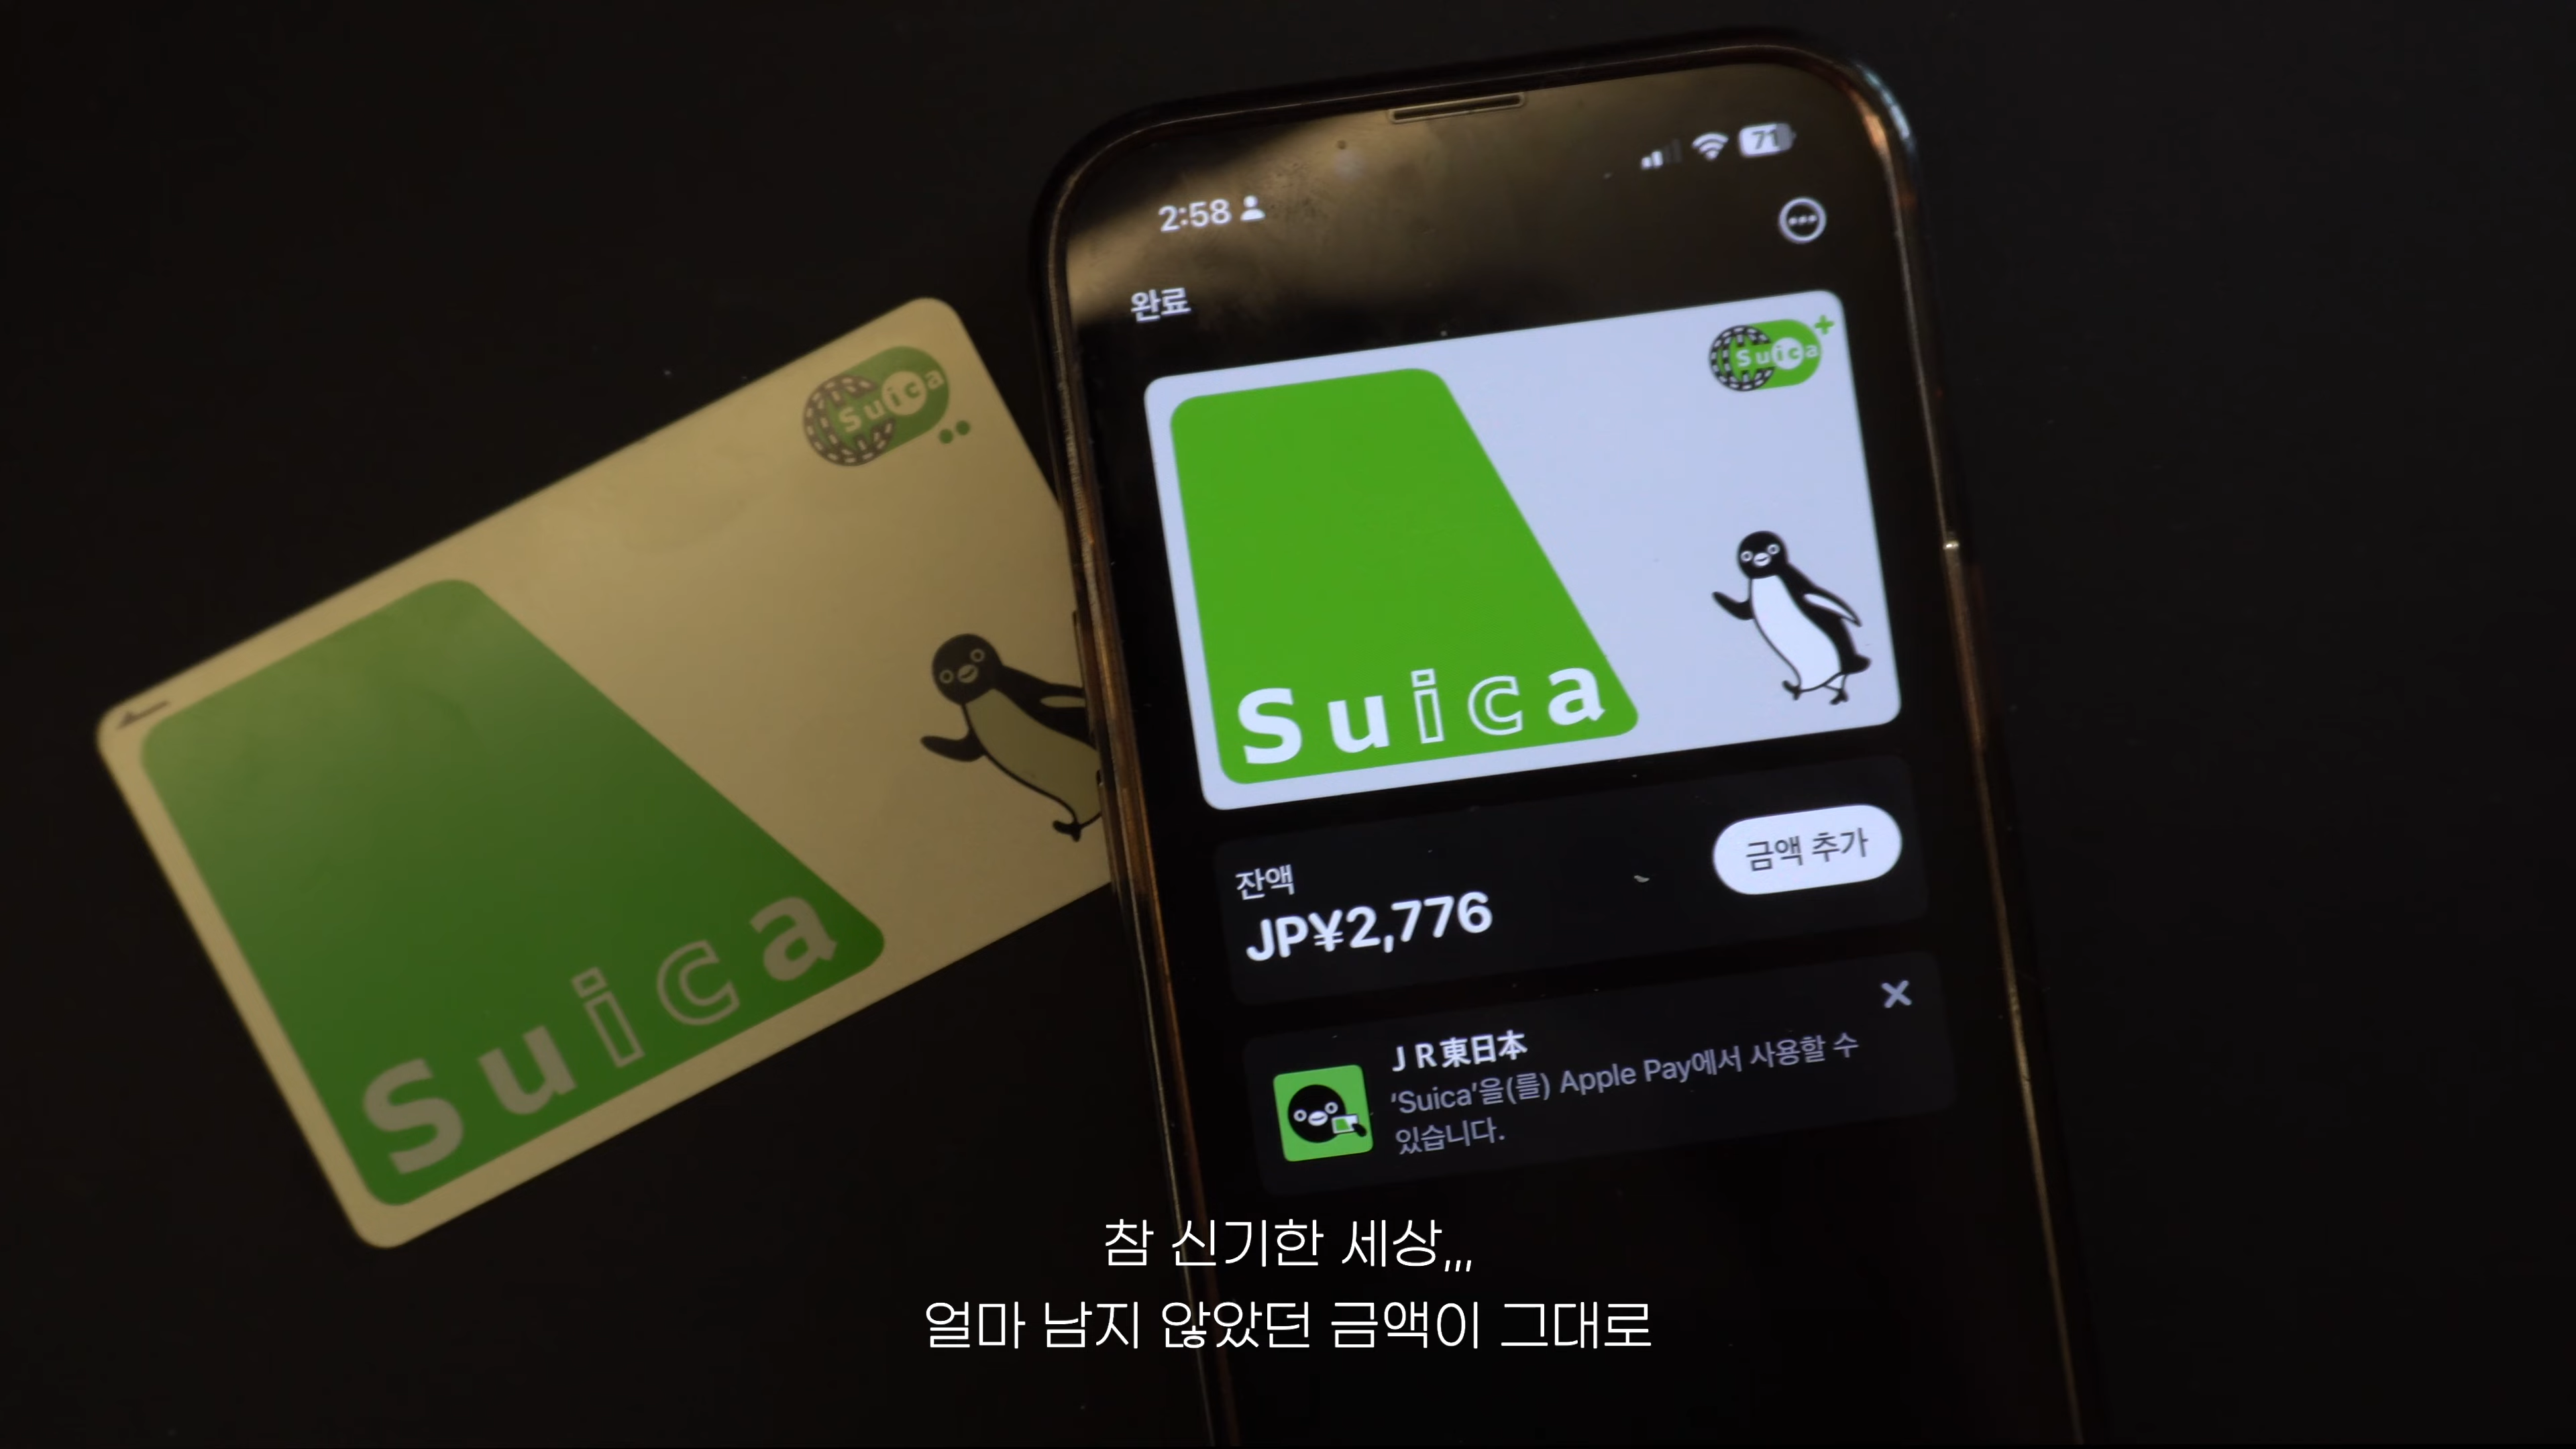 Suica
Suica
2:58
71
완료
Suica
Suica
잔액
금액 추가
JP¥2,776
JR東日本
'Suica'을(를) Apple Pay에서 사용할 수
있습니다.
참 신기한 세상,,,
얼마 남지 않았던 금액이 그대로